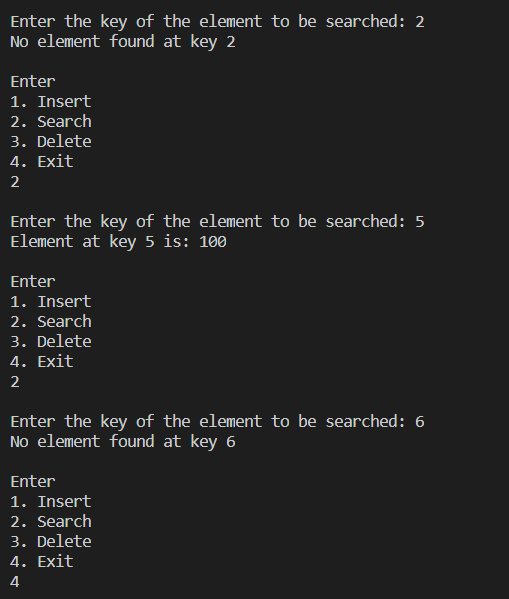 Enter the key of the element to be searched: 2
No element found at key 2
Enter
1. Insert
2. Search
3. Delete
4. Exit
2
Enter the key of the element to be searched: 5
Element at key 5 is: 100
Enter
1. Insert
2. Search
3. Delete
4. Exit
2
Enter the key of the element to be searched: 6
No element found at key 6
Enter
1. Insert
2. Search
3. Delete
4. Exit
4